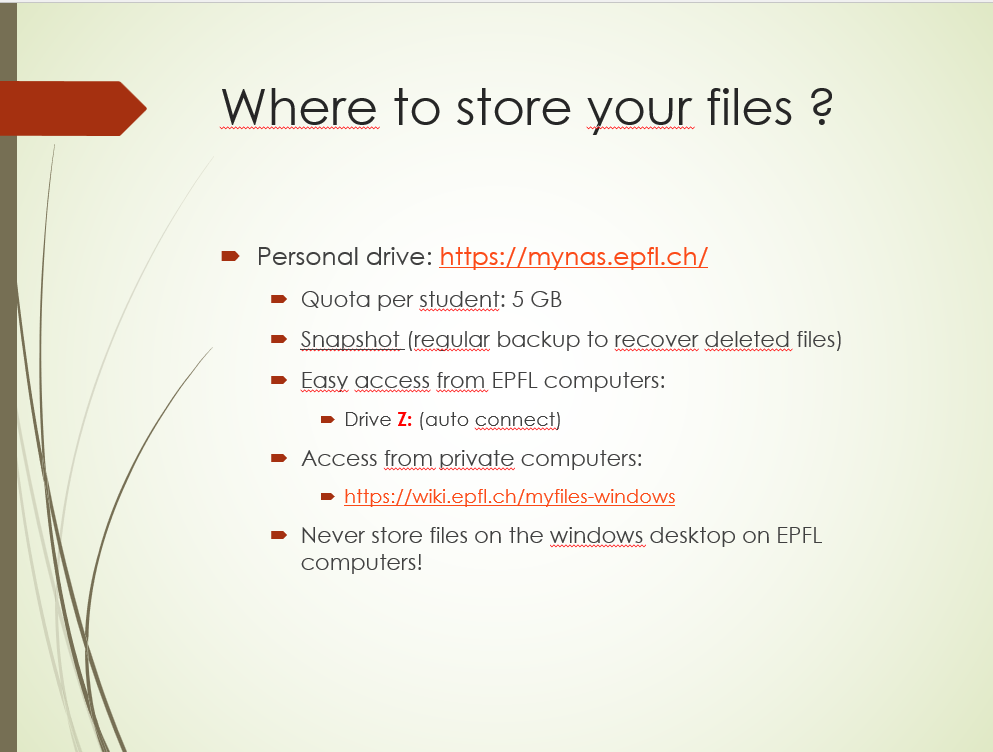 Where to store your files ?
Personal drive: https://mynas.epfl.ch/
Quota per student: 5 GB
Snapshot (regular backup to recover deleted files)
Easy access from EPFL computers:
Drive Z: (auto connect)
Access from private computers:
https://wiki.epfl.ch/myfiles-windows
Never store files on the windows desktop on EPFL
computers!